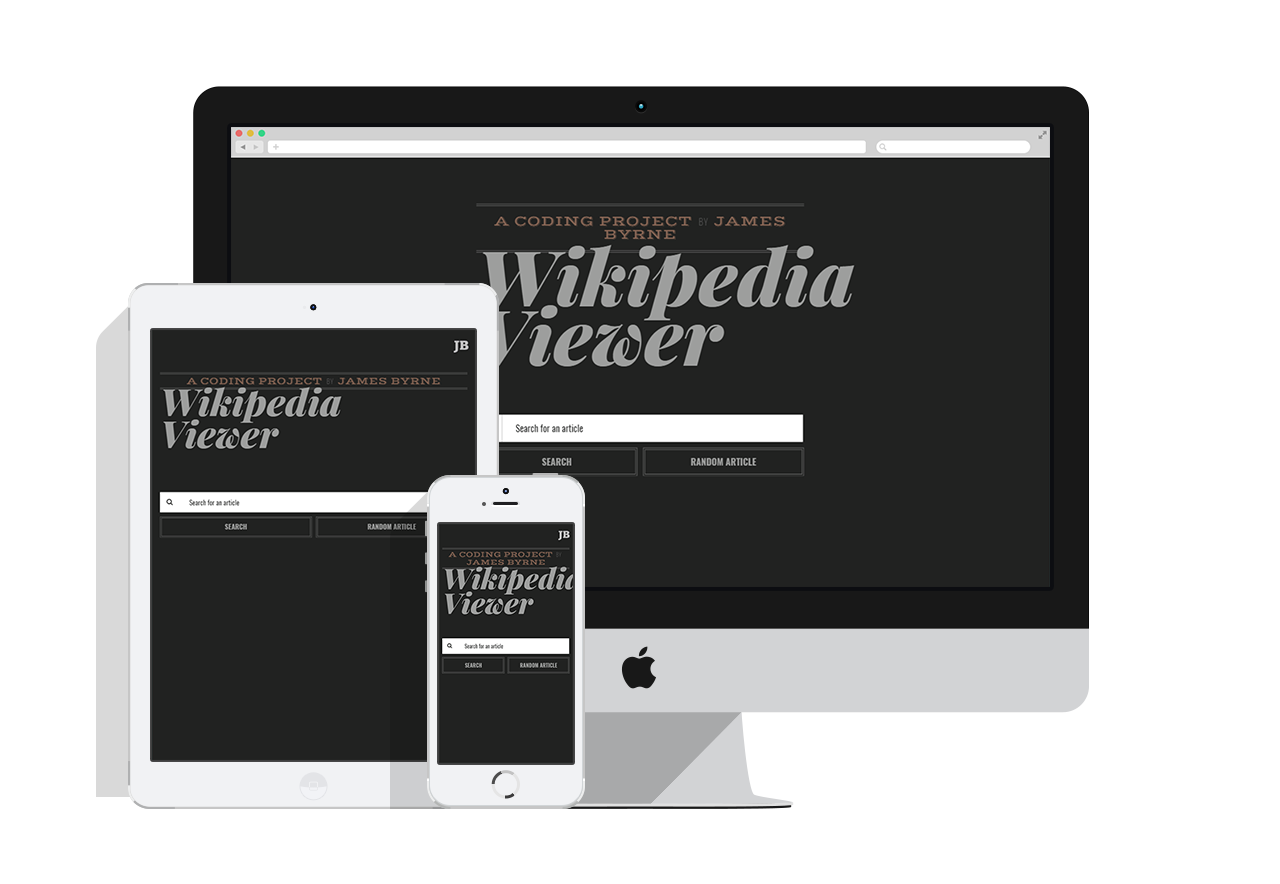 A CODING PROJECT BY JAMES
BYRNE
Wikipedia
Viewer
Search for an article
SEARCH
RANDOM ARTICLE
JB
A CODING PROJECT BY JAMES BYRNE
Wikipedia
Viewer
Search for an article
SEARCH
RANDOM ARTICLE
JB
A CODING PROJECT BY
JAMES BYRNE
Wikipedia
Viewer
Search for an article
SEARCH
RANDOM ARTICLE